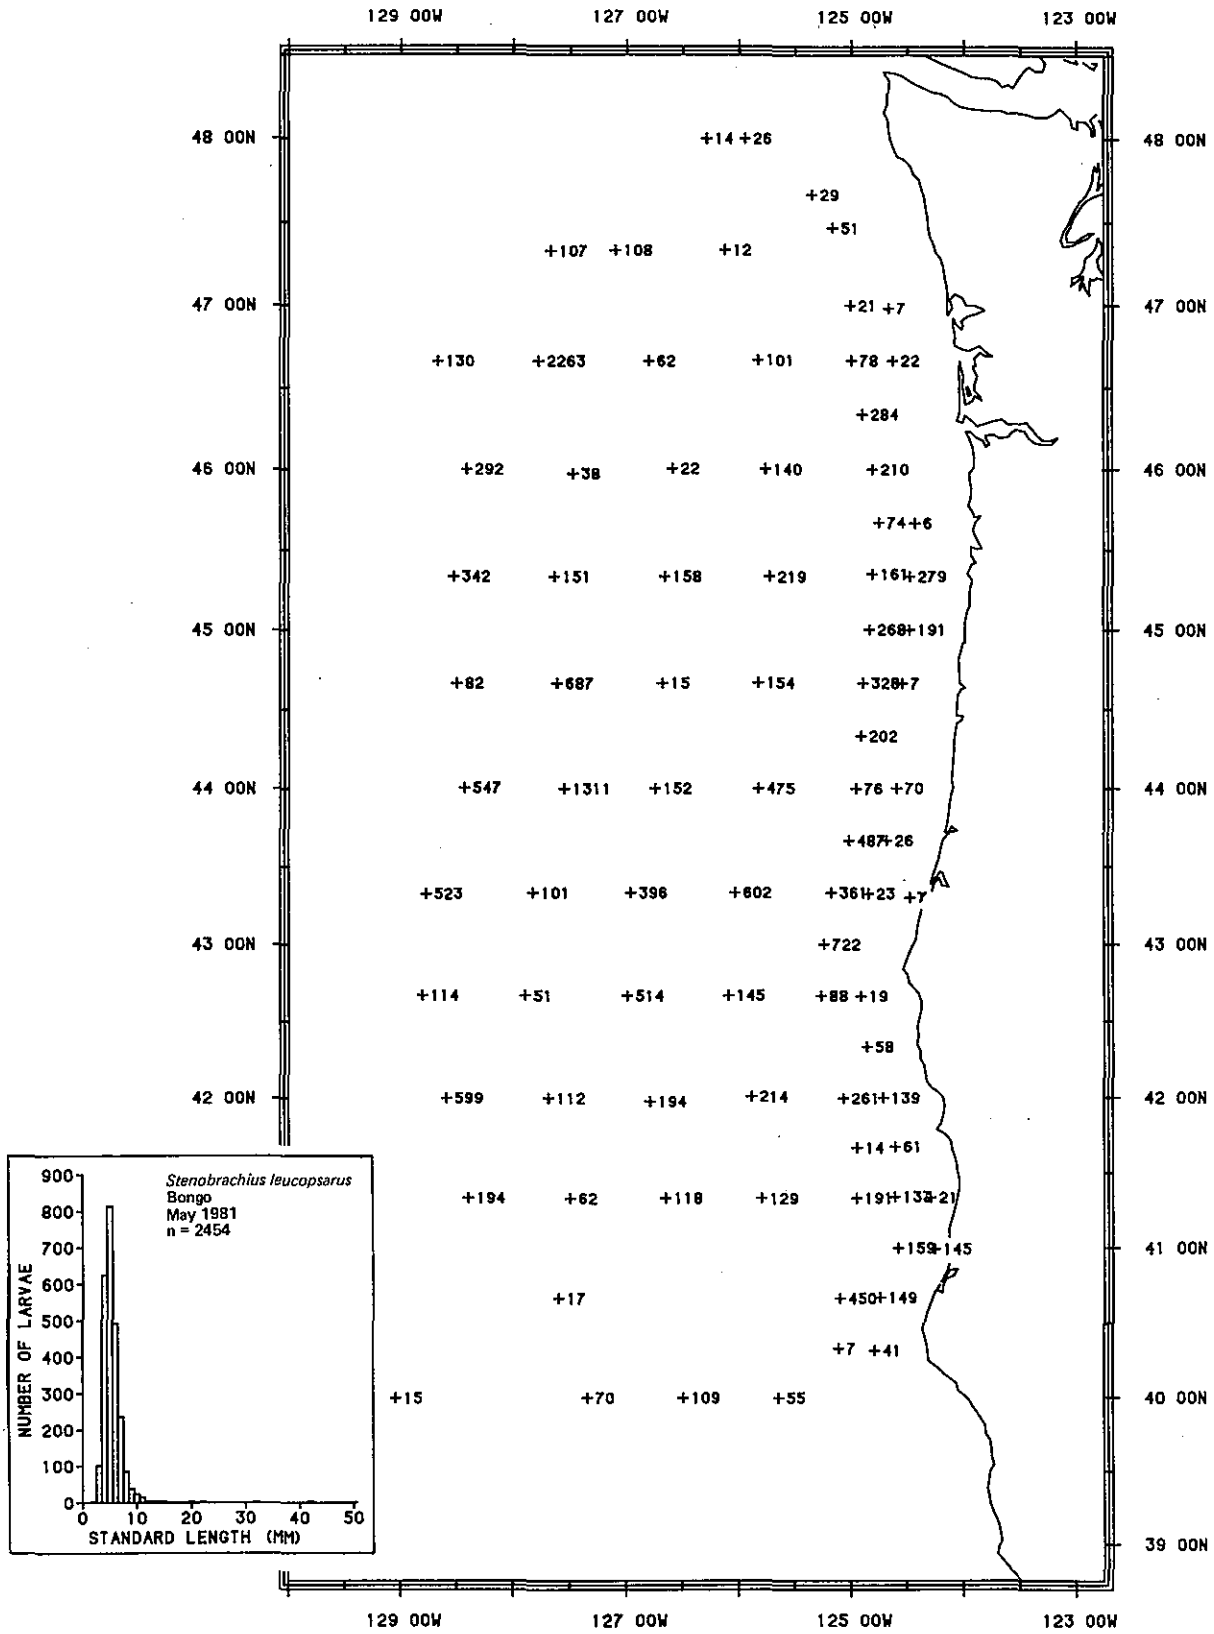 129 00W 127 00W 125 00W 123 00W
48 00N +14 +26 48 00N
+29
+51
+107 +108 +12
47 00N +21 +7 47 00N
+130 +2263 +62 +101 +78 +22
+284
46 00N +292 +38 +22 +140 +210 46 00N
+74 +6
+342 +151 +158 +219 +161 +279
45 00N +268 +191 45 00N
+82 +687 +15 +154 +328 +7
+202
44 00N +547 +1311 +152 +475 +76 +70 44 00N
+487 +26
+523 +101 +396 +602 +361 +23 +7
43 00N +722 43 00N
+114 +51 +514 +145 +88 +19
+58
42 00N +599 +112 +194 +214 +261 +139 42 00N
+14 +61
+194 +62 +118 +129 +191 +21
+159 +145 41 00N
+17 +450 +149
+7 +41
+15 +70 +109 +55 40 00N
39 00N
129 00W 127 00W 125 00W 123 00W
Stenobrachius leucopsarus
Bongo
May 1981
n = 2454
NUMBER OF LARVAE
900
800
700
600
500
400
300
200
100
0
0 10 20 30 40 50
STANDARD LENGTH (MM)